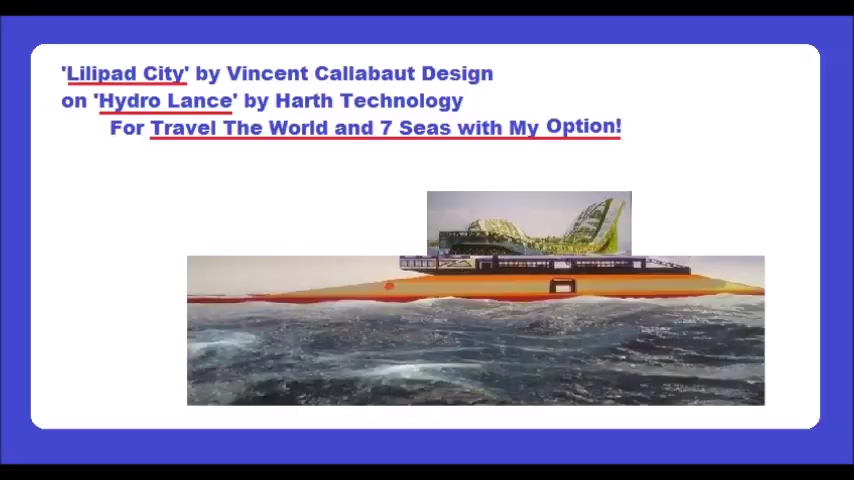 'Lilipad City' by Vincent Callabaut Design
on 'Hydro Lance' by Harth Technology
For Travel The World and 7 Seas with My Option!